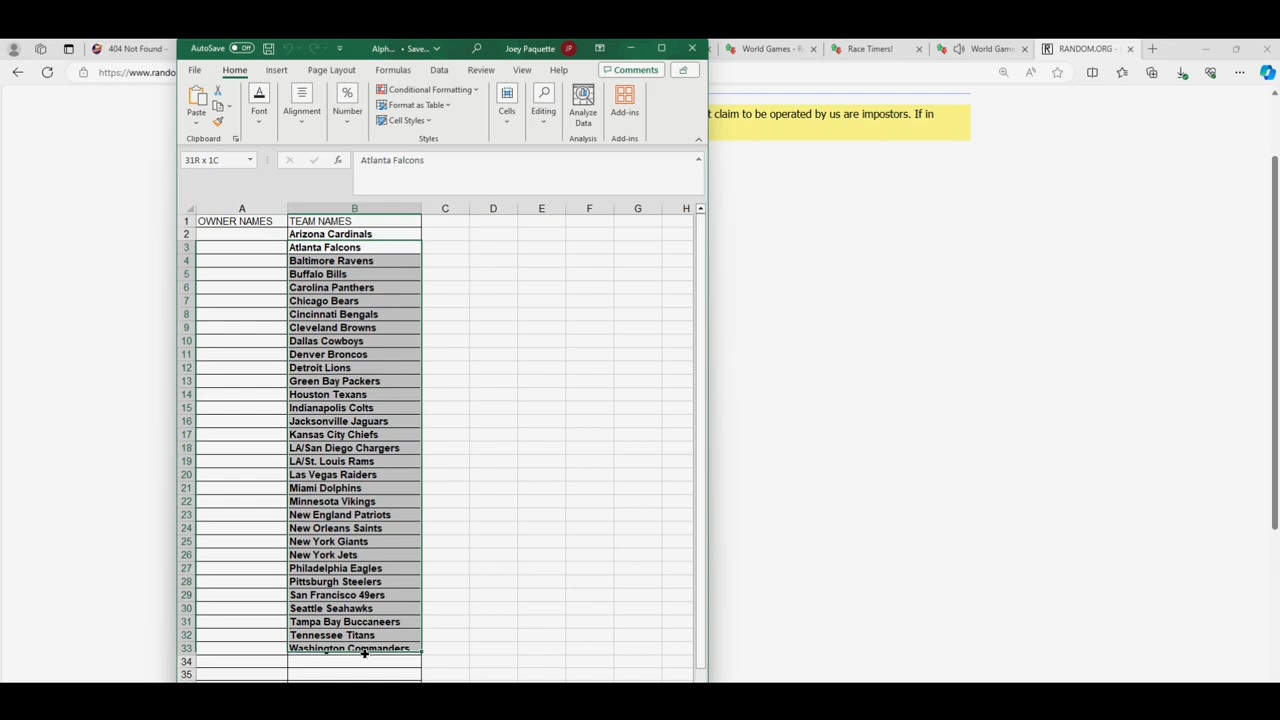 404 Not Found -
AutoSave Off Alph... • Save... Joey Paquette JP
World Games - R Race Timers! World Gam RANDOM.ORG -
https://www.rando
File Home Insert Page Layout Formulas Data Review View Help Comments
Paste
Clipboard
Font
Alignment
Number
Conditional Formatting
Format as Table
Cell Styles
Styles
Cells
Editing
Analyze Data
Analysis
Add-ins
Add-ins
t claim to be operated by us are impostors. If in
31R x 1C fx Atlanta Falcons
A B C D E F G H
1 OWNER NAMES TEAM NAMES
2 Arizona Cardinals
3 Atlanta Falcons
4 Baltimore Ravens
5 Buffalo Bills
6 Carolina Panthers
7 Chicago Bears
8 Cincinnati Bengals
9 Cleveland Browns
10 Dallas Cowboys
11 Denver Broncos
12 Detroit Lions
13 Green Bay Packers
14 Houston Texans
15 Indianapolis Colts
16 Jacksonville Jaguars
17 Kansas City Chiefs
18 LA/San Diego Chargers
19 LA/St. Louis Rams
20 Las Vegas Raiders
21 Miami Dolphins
22 Minnesota Vikings
23 New England Patriots
24 New Orleans Saints
25 New York Giants
26 New York Jets
27 Philadelphia Eagles
28 Pittsburgh Steelers
29 San Francisco 49ers
30 Seattle Seahawks
31 Tampa Bay Buccaneers
32 Tennessee Titans
33 Washington Commanders
34
35